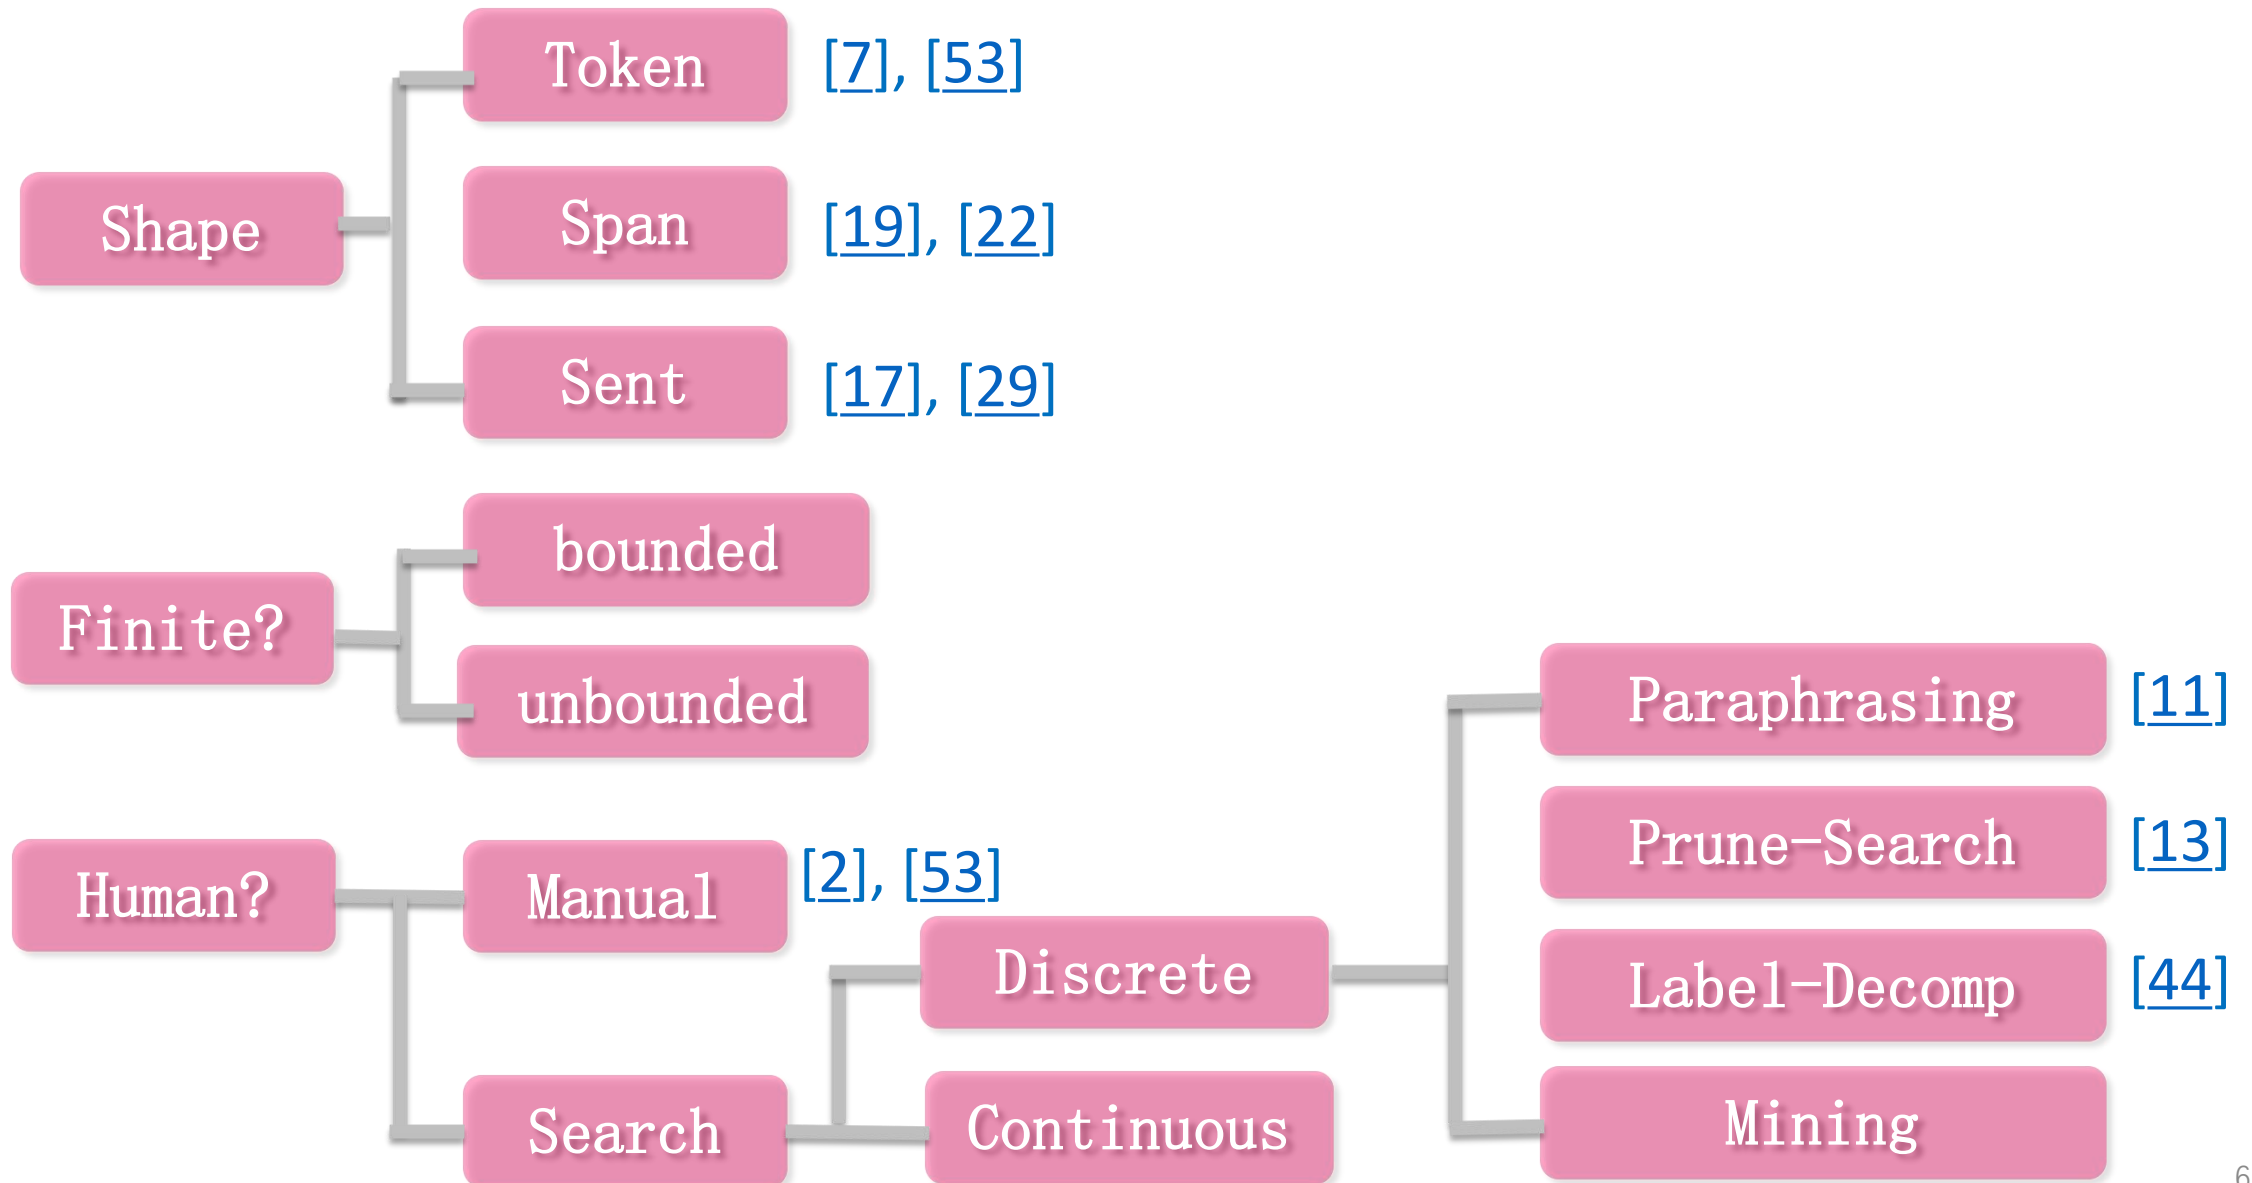 Token [7], [53]
Shape
Span [19], [22]
Sent [17], [29]
bounded
Finite?
unbounded
Paraphrasing [11]
Prune-Search [13]
Human?
Manual [2], [53]
Discrete
Label-Decomp [44]
Search
Continuous
Mining
6